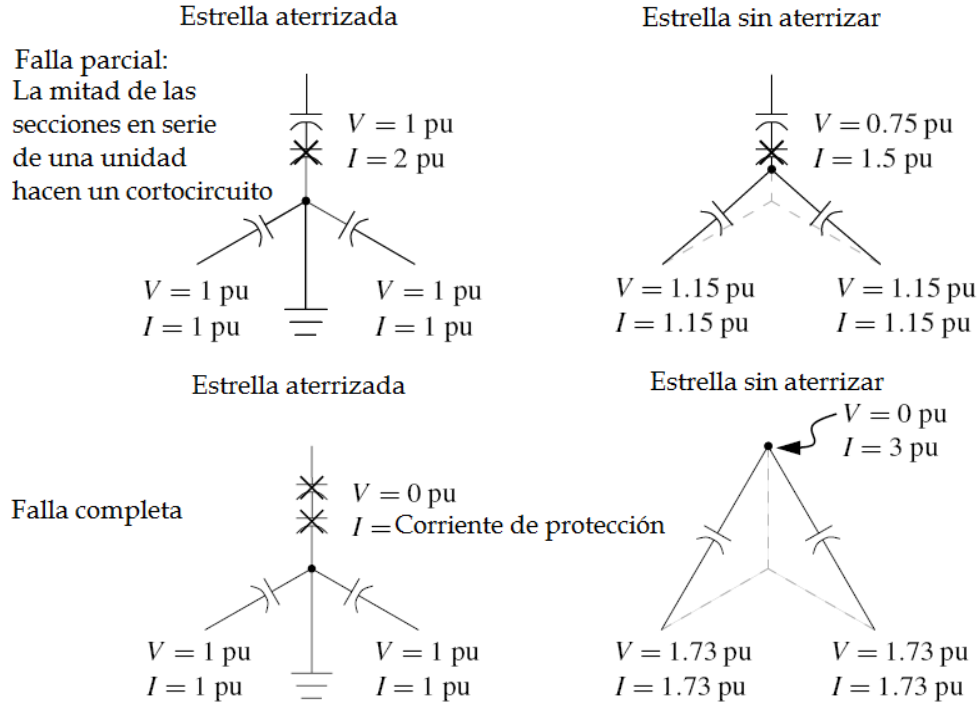 Estrella aterrizada
Estrella sin aterrizar
Falla parcial:
La mitad de las
secciones en serie
de una unidad
hacen un cortocircuito
V = 1 pu
I = 2 pu
V = 1 pu
I = 1 pu
V = 1 pu
I = 1 pu
V = 0.75 pu
I = 1.5 pu
V = 1.15 pu
I = 1.15 pu
V = 1.15 pu
I = 1.15 pu
Estrella aterrizada
Estrella sin aterrizar
Falla completa
V = 0 pu
I = Corriente de protección
V = 1 pu
I = 1 pu
V = 1 pu
I = 1 pu
V = 0 pu
I = 3 pu
V = 1.73 pu
I = 1.73 pu
V = 1.73 pu
I = 1.73 pu